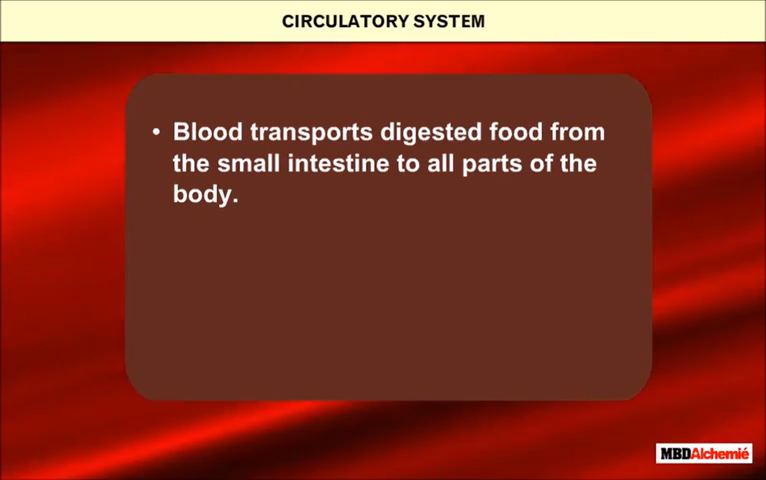 CIRCULATORY SYSTEM
• Blood transports digested food from
the small intestine to all parts of the
body.
MBDAlchemié